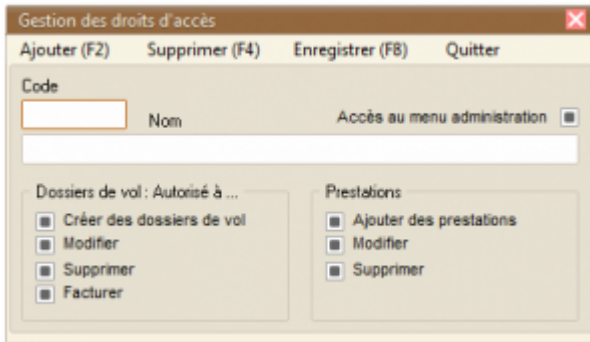 Gestion des droits d'accès
Ajouter (F2) Supprimer (F4) Enregistrer (F8) Quitter
Code
Nom Accès au menu administration
Dossiers de vol : Autorisé à ... Prestations
Créer des dossiers de vol Ajouter des prestations
Modifier Modifier
Supprimer Supprimer
Facturer